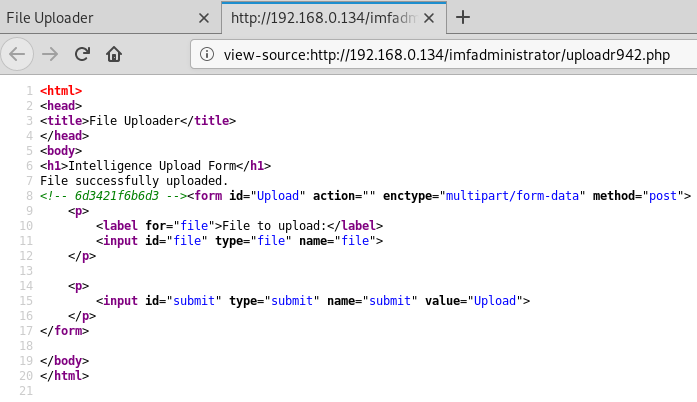 File Uploader × http://192.168.0.134/imfadm × +
view-source:http://192.168.0.134/imfadministrator/uploadr942.php
1 <html>
2 <head>
3 <title>File Uploader</title>
4 </head>
5 <body>
6 <h1>Intelligence Upload Form</h1>
7 File successfully uploaded.
8 <!-- 6d3421f6b6d3 --><form id="Upload" action="" enctype="multipart/form-data" method="post">
9     <p>
10         <label for="file">File to upload:</label>
11         <input id="file" type="file" name="file">
12     </p>
13
14     <p>
15         <input id="submit" type="submit" name="submit" value="Upload">
16     </p>
17 </form>
18
19 </body>
20 </html>
21